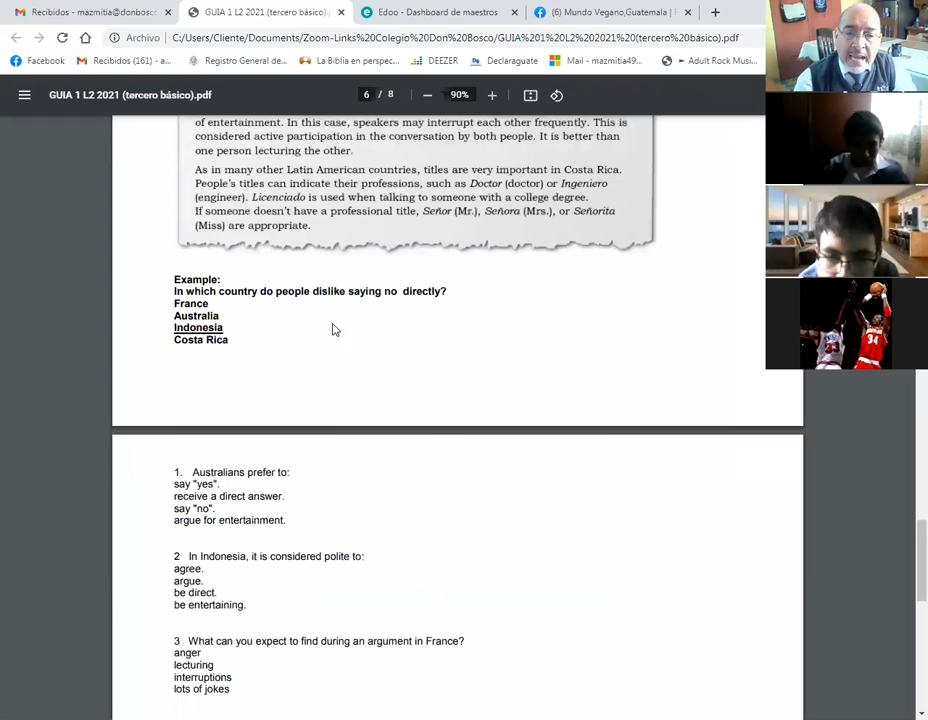 Recibidos - mazmitia@donbosc
GUIA 1 L2 2021 (tercero básico).p
Edoo - Dashboard de maestros
(6) Mundo Vegano,Guatemala | F
Archivo
C:/Users/Cliente/Documents/Zoom-Links%20Colegio%20Don%20Bosco/GUIA%201%20L2%202021%20(tercero%20básico).pdf
Facebook
Recibidos (161) - a...
Registro General de...
La Biblia en perspec...
DEEZER
Declaraguate
Mail - mazmitia49...
► Adult Rock Musi...
GUIA 1 L2 2021 (tercero básico).pdf
6 / 8
90%
of entertainment. In this case, speakers may interrupt each other frequently. This is
considered active participation in the conversation by both people. It is better than
one person lecturing the other.
As in many other Latin American countries, titles are very important in Costa Rica.
People's titles can indicate their professions, such as Doctor (doctor) or Ingeniero
(engineer). Licenciado is used when talking to someone with a college degree.
If someone doesn't have a professional title, Señor (Mr.), Señora (Mrs.), or Señorita
(Miss) are appropriate.
Example:
In which country do people dislike saying no directly?
France
Australia
Indonesia
Costa Rica
1. Australians prefer to:
say "yes".
receive a direct answer.
say "no".
argue for entertainment.
2 In Indonesia, it is considered polite to:
agree.
argue.
be direct.
be entertaining.
3 What can you expect to find during an argument in France?
anger
lecturing
interruptions
lots of jokes
33
34